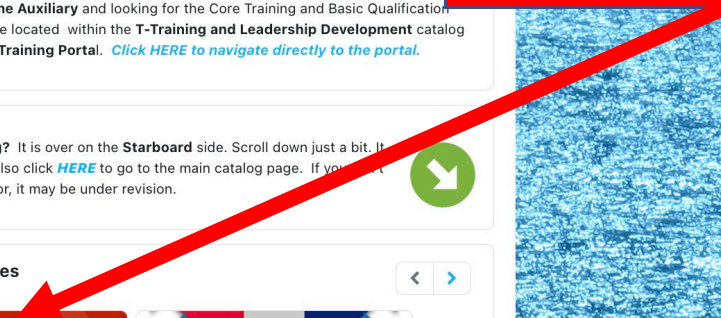 ne Auxiliary and looking for the Core Training and Basic Qualification
e located within the T-Training and Leadership Development catalog
Training Portal. Click HERE to navigate directly to the portal.
g? It is over on the Starboard side. Scroll down just a bit. It
lso click HERE to go to the main catalog page. If you
or, it may be under revision.
es